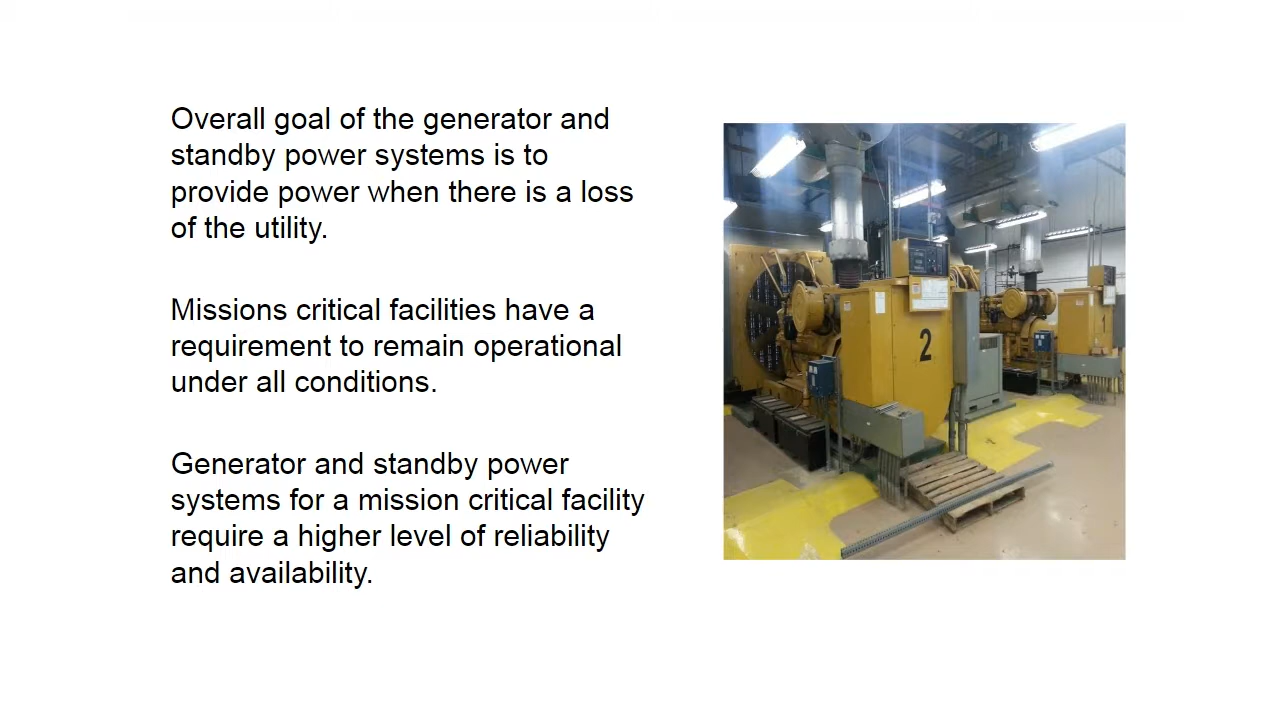 Overall goal of the generator and
standby power systems is to
provide power when there is a loss
of the utility.
Missions critical facilities have a
requirement to remain operational
under all conditions.
Generator and standby power
systems for a mission critical facility
require a higher level of reliability
and availability.
2
1